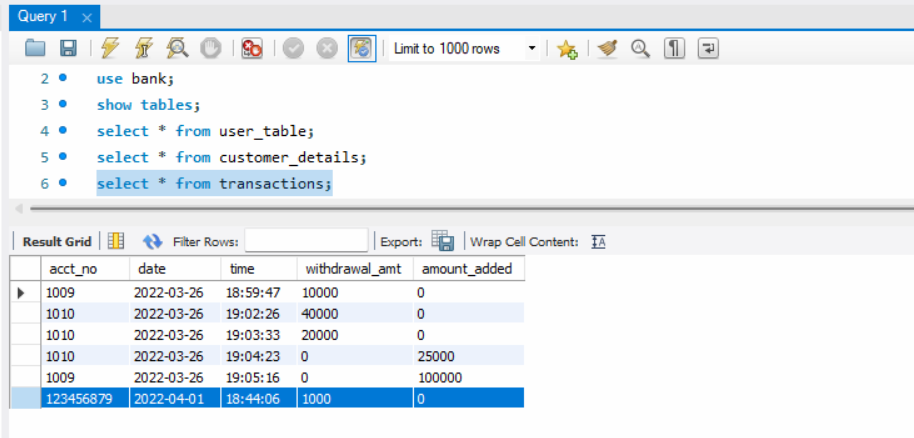 Query 1 ×
Limit to 1000 rows
2 use bank;
3 show tables;
4 select * from user_table;
5 select * from customer_details;
6 select * from transactions;
Result Grid Filter Rows: Export: Wrap Cell Content: IA
acct_no date time withdrawal_amt amount_added
1009 2022-03-26 18:59:47 10000 0
1010 2022-03-26 19:02:26 40000 0
1010 2022-03-26 19:03:33 20000 0
1010 2022-03-26 19:04:23 0 25000
1009 2022-03-26 19:05:16 0 100000
123456879 2022-04-01 18:44:06 1000 0